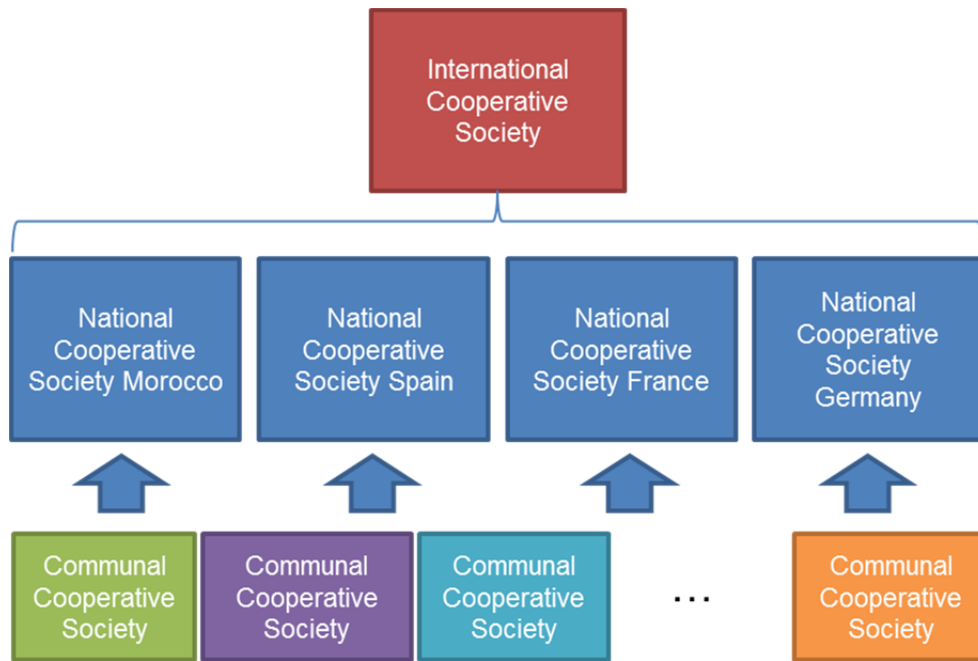 International
Cooperative
Society
National
Cooperative
Society Morocco
National
Cooperative
Society Spain
National
Cooperative
Society France
National
Cooperative
Society
Germany
Communal
Cooperative
Society
Communal
Cooperative
Society
Communal
Cooperative
Society
...
Communal
Cooperative
Society